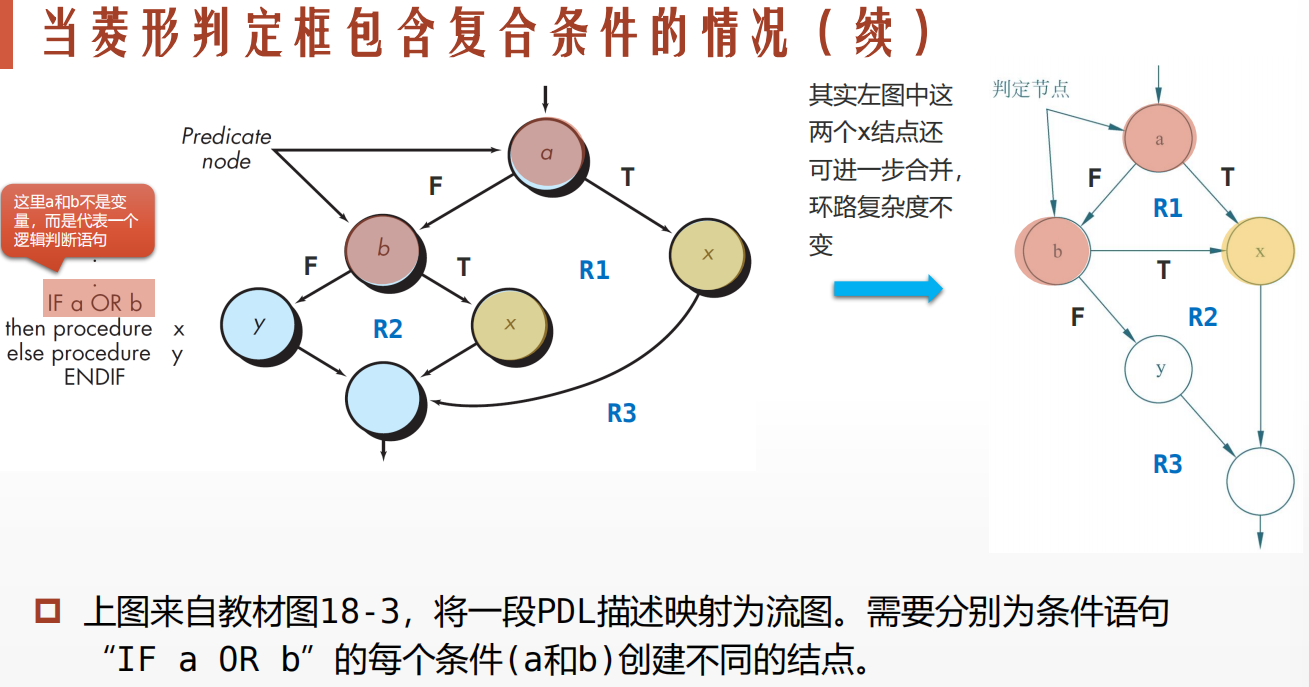 当菱形判定框包含复合条件的情况（续）
Predicate
node
a
F
T
这里a和b不是变
量，而是代表一个
逻辑判断语句
.
.
IF a OR b
then procedure x
else procedure y
ENDIF
b
x
R1
F
T
y
R2
x
R3
其实左图中这
两个x结点还
可进一步合并，
环路复杂度不
变
判定节点
a
F
T
R1
b
x
T
F
R2
y
R3
上图来自教材图18-3，将一段PDL描述映射为流图。需要分别为条件语句
“IF a OR b”的每个条件(a和b)创建不同的结点。